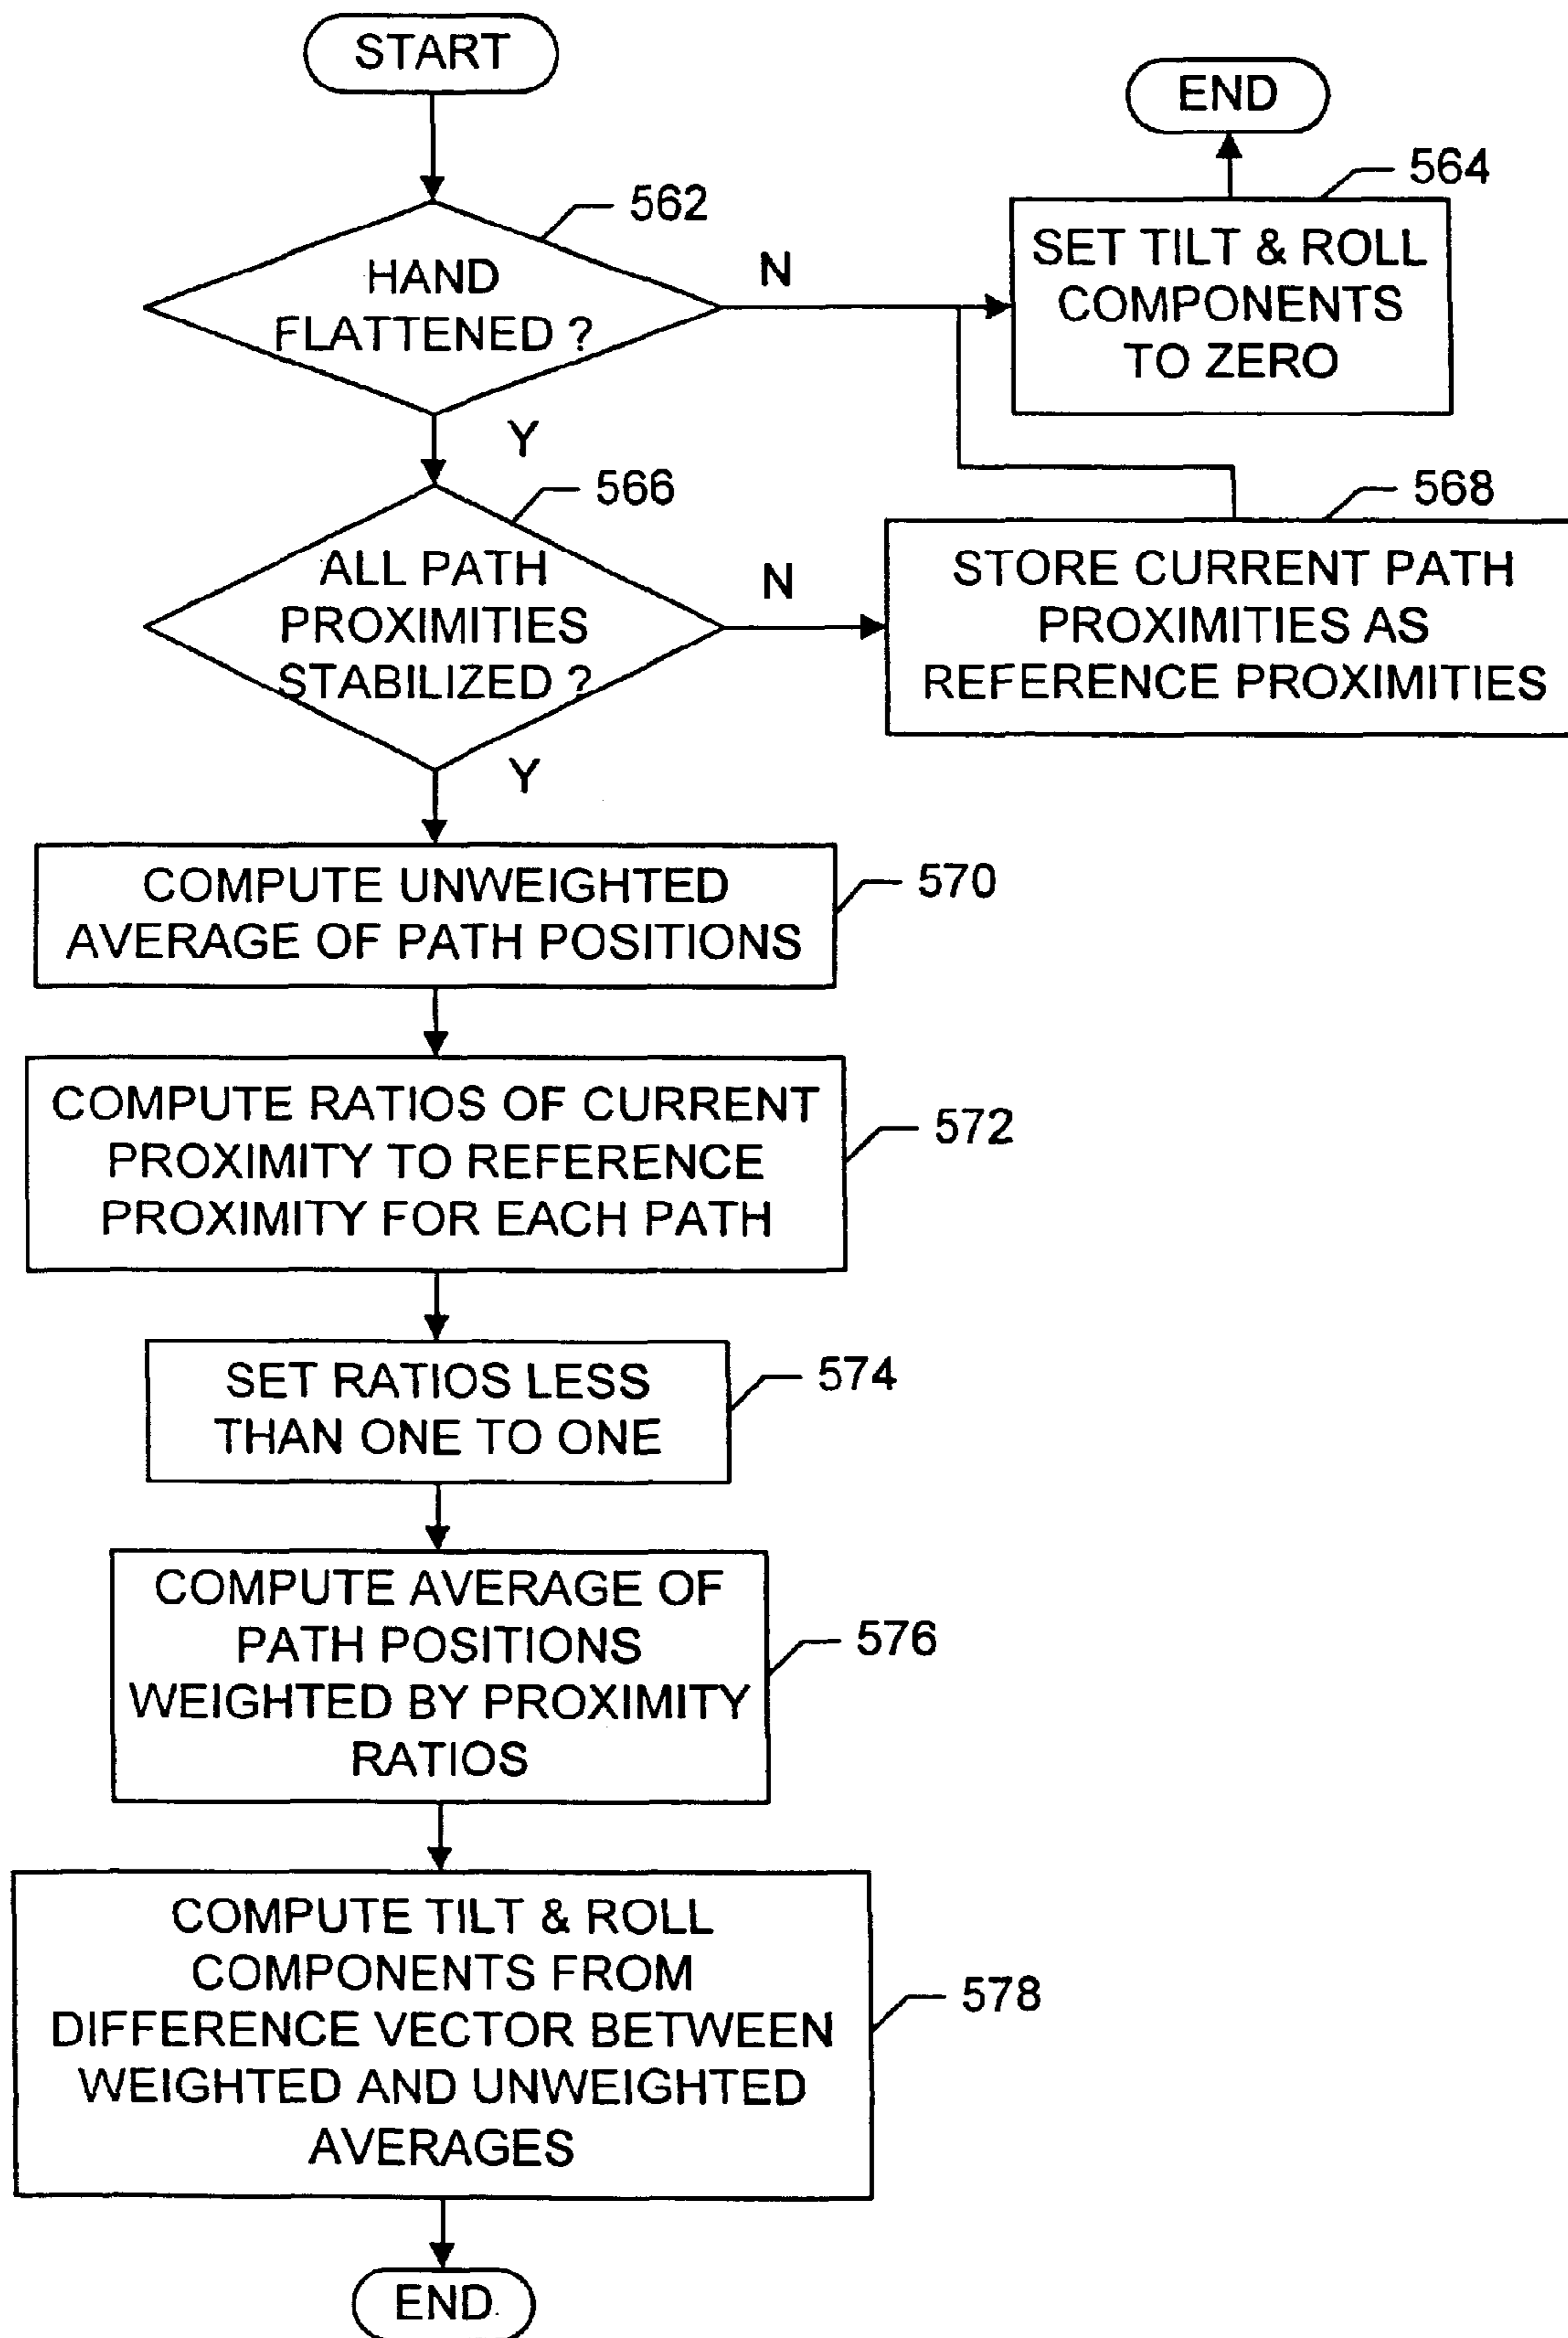 START
END
562
564
HAND
FLATTENED ?
N
SET TILT & ROLL
COMPONENTS
TO ZERO
Y
566
568
ALL PATH
PROXIMITIES
STABILIZED ?
N
STORE CURRENT PATH
PROXIMITIES AS
REFERENCE PROXIMITIES
Y
COMPUTE UNWEIGHTED
AVERAGE OF PATH POSITIONS
570
COMPUTE RATIOS OF CURRENT
PROXIMITY TO REFERENCE
PROXIMITY FOR EACH PATH
572
SET RATIOS LESS
THAN ONE TO ONE
574
COMPUTE AVERAGE OF
PATH POSITIONS
WEIGHTED BY PROXIMITY
RATIOS
576
COMPUTE TILT & ROLL
COMPONENTS FROM
DIFFERENCE VECTOR BETWEEN
WEIGHTED AND UNWEIGHTED
AVERAGES
578
END